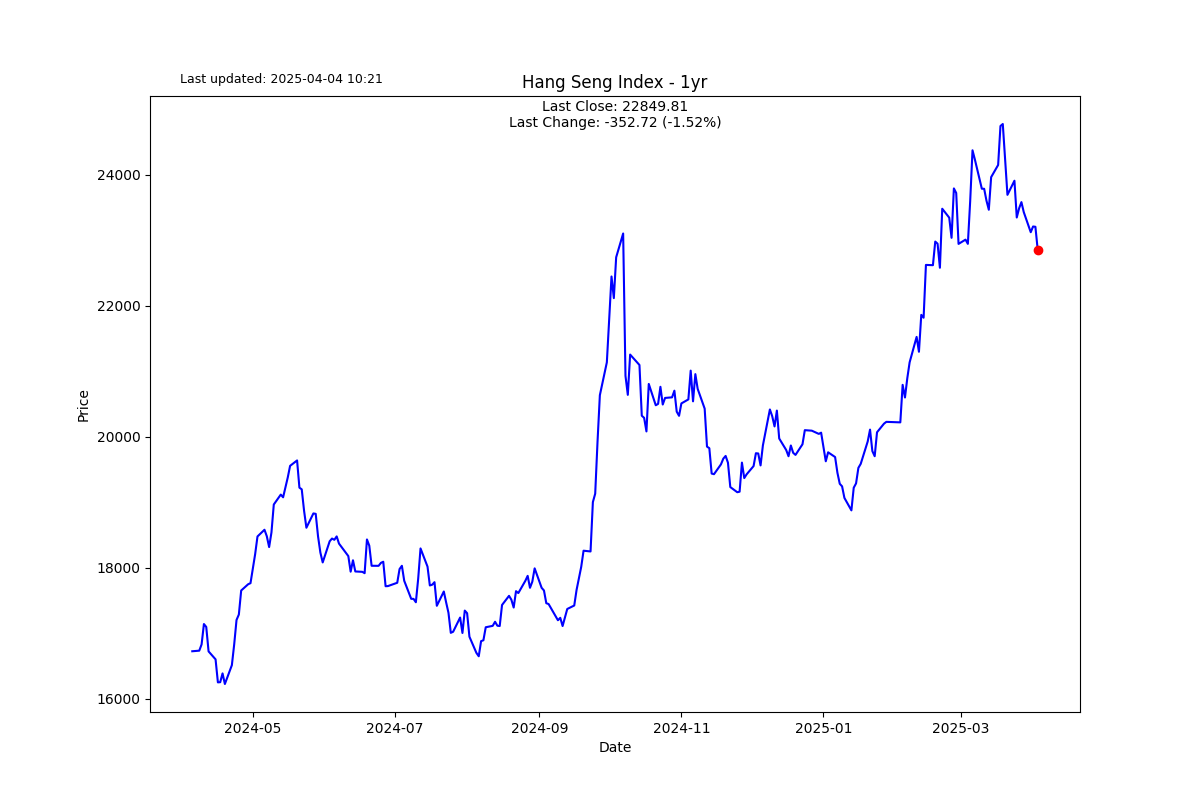 Last updated: 2025-04-04 10:21
Hang Seng Index - 1yr
Last Close: 22849.81
Last Change: -352.72 (-1.52%)
24000
22000
20000
18000
16000
Price
2024-05
2024-07
2024-09
2024-11
2025-01
2025-03
Date